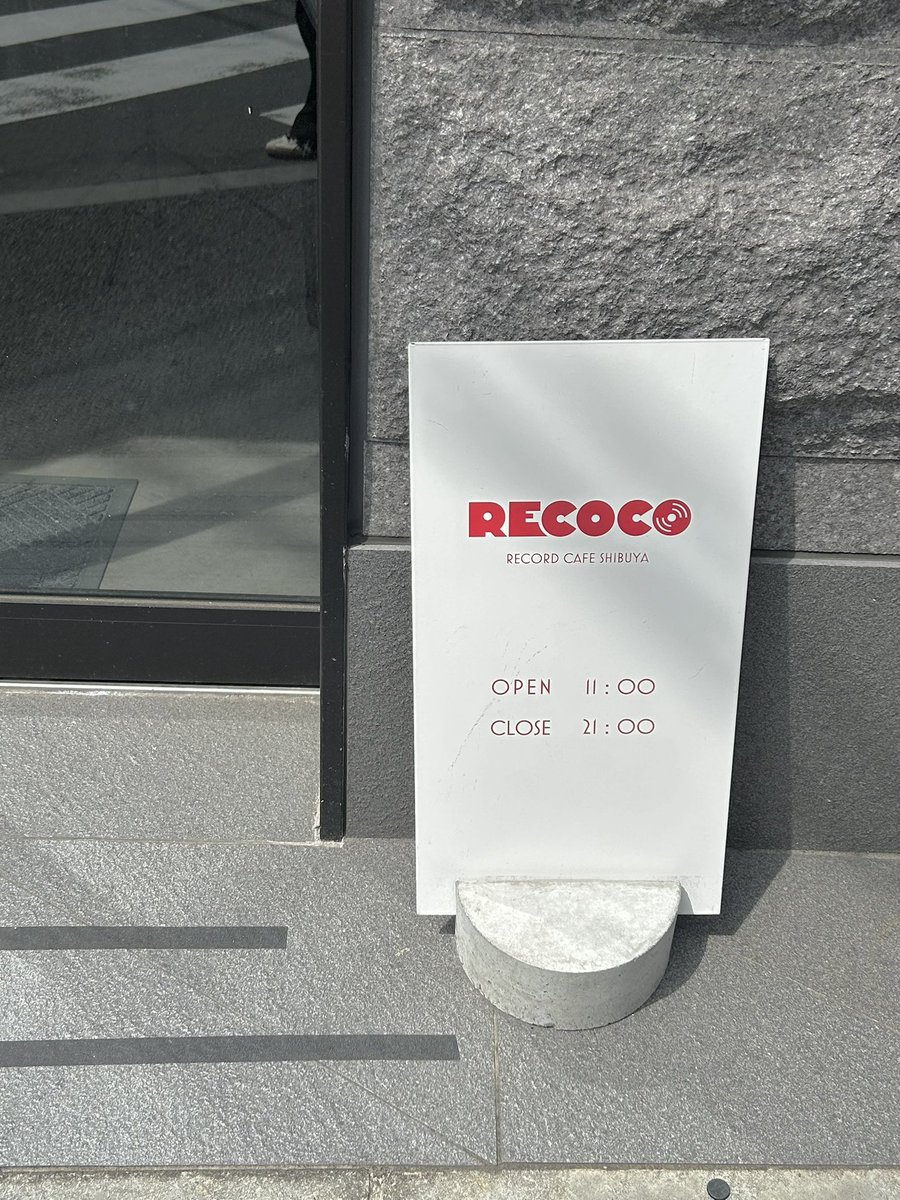 RECOCO
RECORD CAFE SHIBUYA
OPEN 11:00
CLOSE 21:00